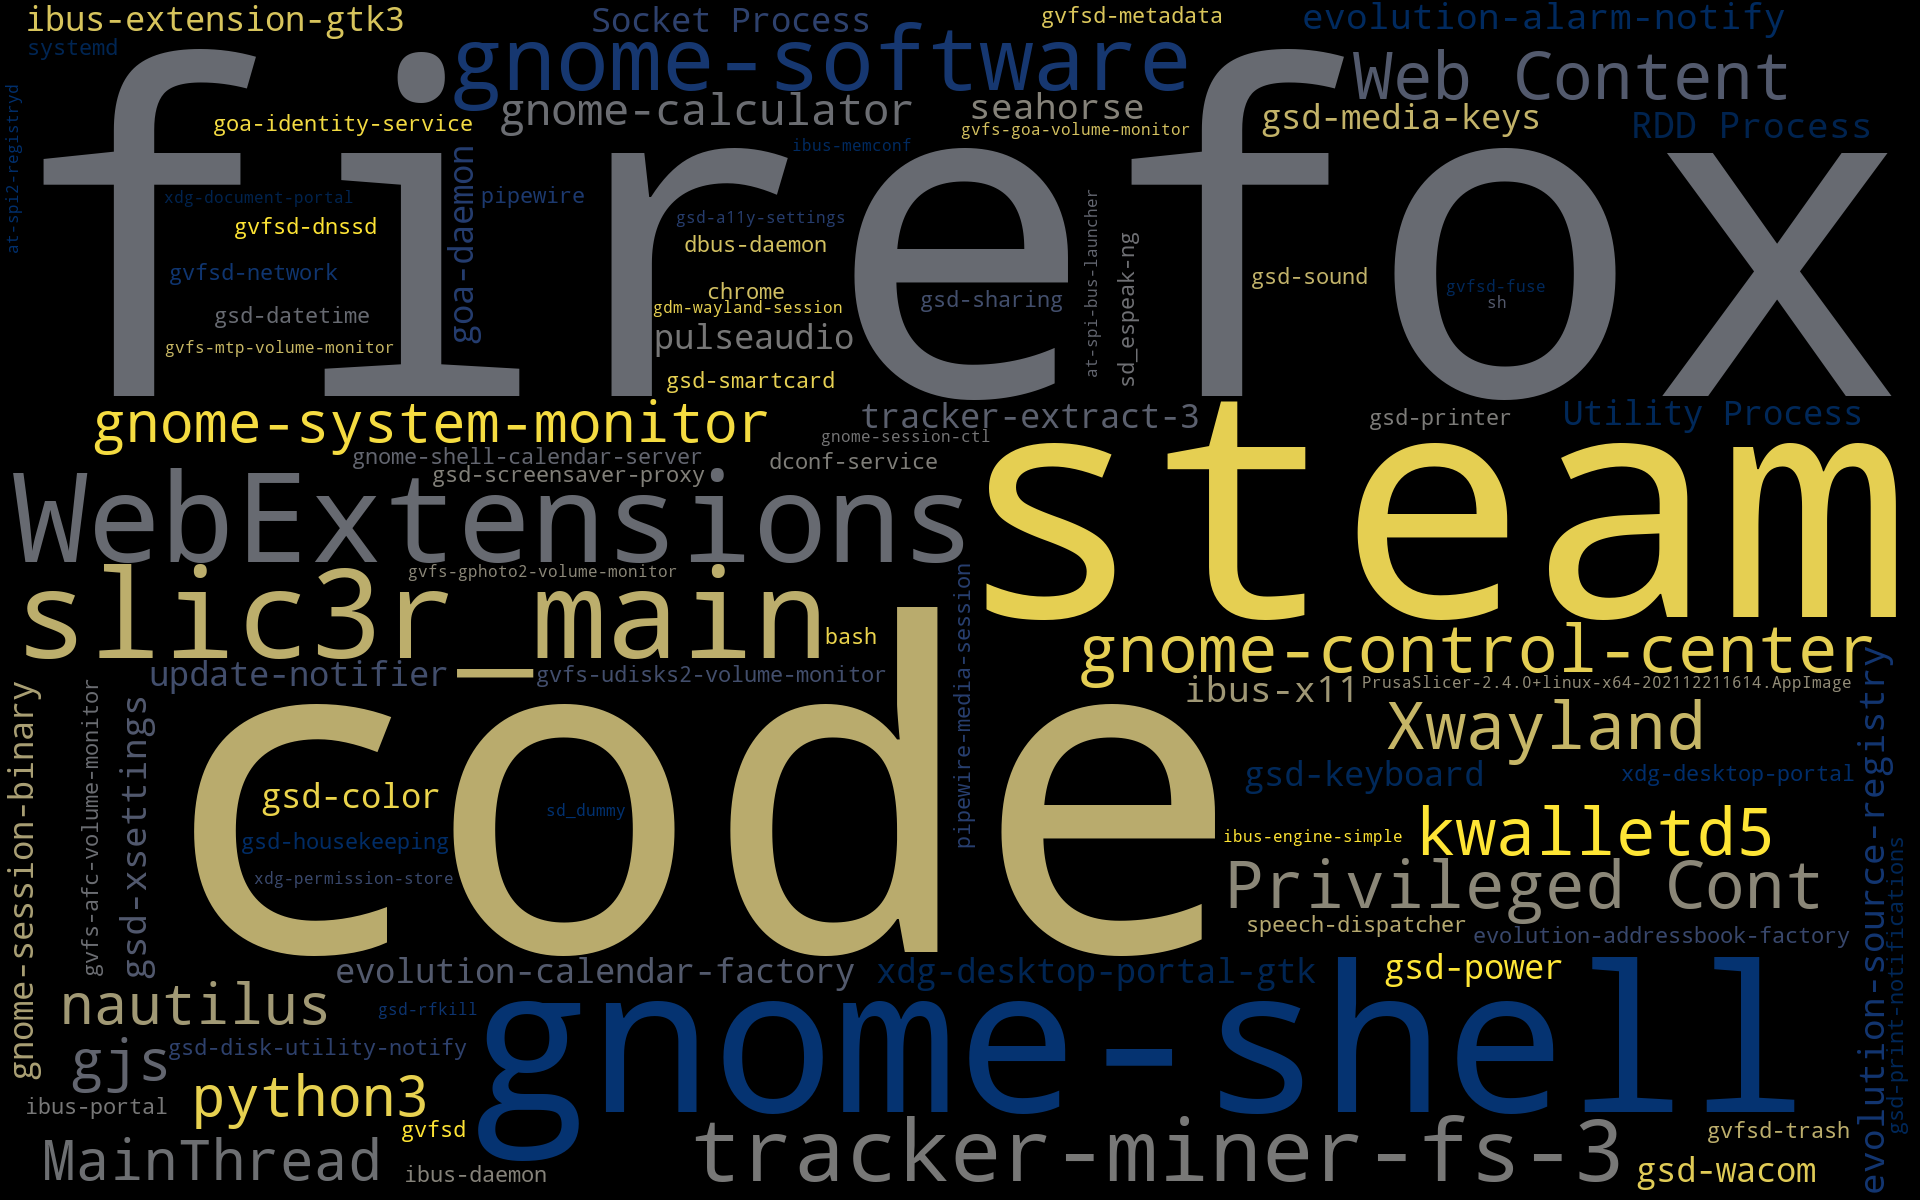 ibus-extension-gtk3
Socket Process
gvfsd-metadata
evolution-alarm-notify
systemd
gnome-software
Web Content
firefox
at-spi2-registryd
goa-identity-service
gnome-calculator
seahorse
gvfs-goa-volume-monitor
gsd-media-keys
RDD Process
ibus-memconf
xdg-document-portal
goa-daemon
pipewire
gsd-a11y-settings
gvfsd-dnssd
dbus-daemon
at-spi-bus-launcher
sd_espeak-ng
gvfsd-network
chrome
gsd-sharing
gsd-sound
gvfsd-fuse
sh
gdm-wayland-session
gsd-datetime
pulseaudio
gvfs-mtp-volume-monitor
gsd-smartcard
gnome-system-monitor
tracker-extract-3
gsd-printer
Utility Process
gnome-session-ctl
gnome-shell-calendar-server
dconf-service
gsd-screensaver-proxy
steam
WebExtensions
gvfs-gphoto2-volume-monitor
slic3r_main
bash
pipewire-media-session
gnome-control-center
update-notifier
gvfs-udisks2-volume-monitor
ibus-x11
PrusaSlicer-2.4.0+linux-x64-202112211614.AppImage
gnome-session-binary
gvfs-afc-volume-monitor
gsd-xsettings
code
Xwayland
evolution-source-registry
gsd-keyboard
xdg-desktop-portal
gsd-color
sd_dummy
gsd-housekeeping
ibus-engine-simple
kwalletd5
xdg-permission-store
Privileged Cont
gsd-print-notifications
speech-dispatcher
evolution-addressbook-factory
evolution-calendar-factory
xdg-desktop-portal-gtk
gsd-power
nautilus
gsd-rfkill
gnome-shell
gjs
gsd-disk-utility-notify
python3
ibus-portal
gvfsd
tracker-miner-fs-3
gvfsd-trash
MainThread
ibus-daemon
gsd-wacom